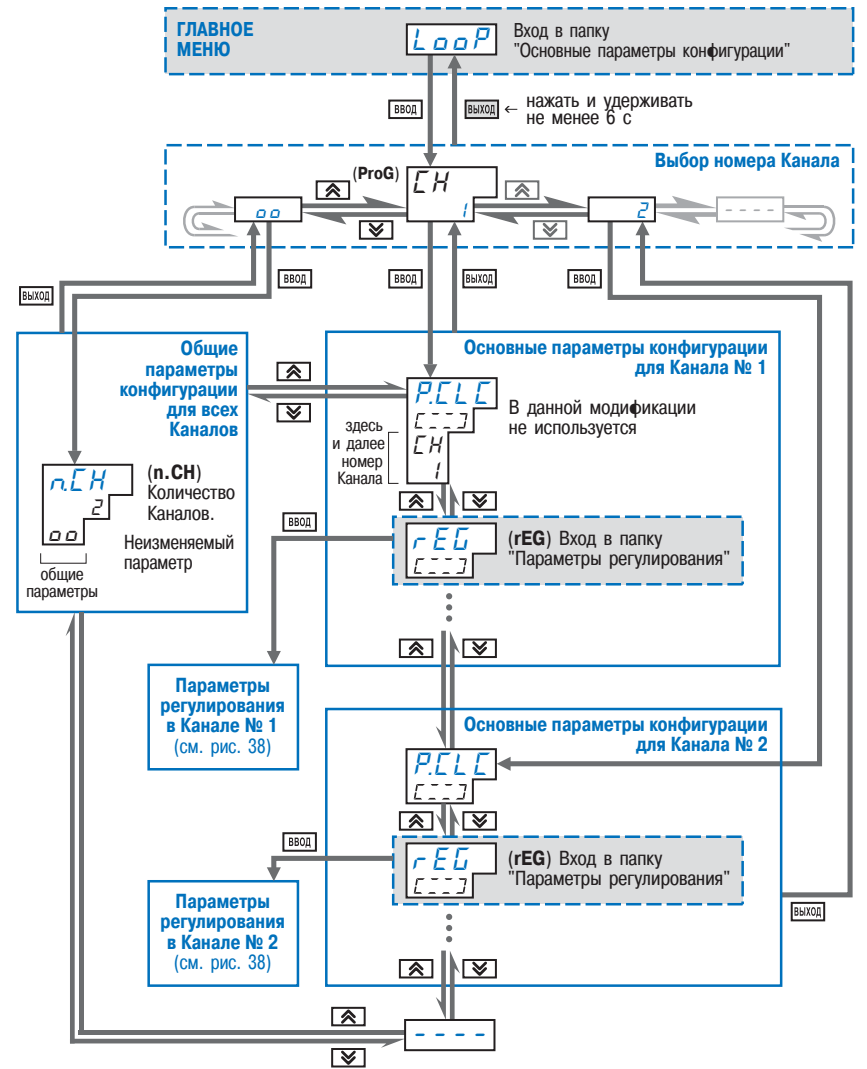 ГЛАВНОЕ
МЕНЮ
LooP
Вход в папку
"Основные параметры конфигурации"
ВВОД
ВЫХОД
← нажать и удерживать
не менее 6 с
Выбор номера Канала
(ProG)
CH
1
oo
2
- - - -
ВЫХОД
ВВОД
ВВОД
ВЫХОД
ВВОД
Общие
параметры
конфигурации
для всех
Каналов
Основные параметры конфигурации
для Канала № 1
P.CLC
[---]
CH
1
В данной модификации
не используется
здесь
и далее
номер
Канала
n.CH
2
oo
(n.CH)
Количество
Каналов.
Неизменяемый
параметр
общие
параметры
ВВОД
rEG
[---]
(rEG) Вход в папку
"Параметры регулирования"
Параметры
регулирования
в Канале № 1
(см. рис. 38)
Основные параметры конфигурации
для Канала № 2
P.CLC
[---]
ВВОД
rEG
[---]
(rEG) Вход в папку
"Параметры регулирования"
Параметры
регулирования
в Канале № 2
(см. рис. 38)
ВЫХОД
- - - -